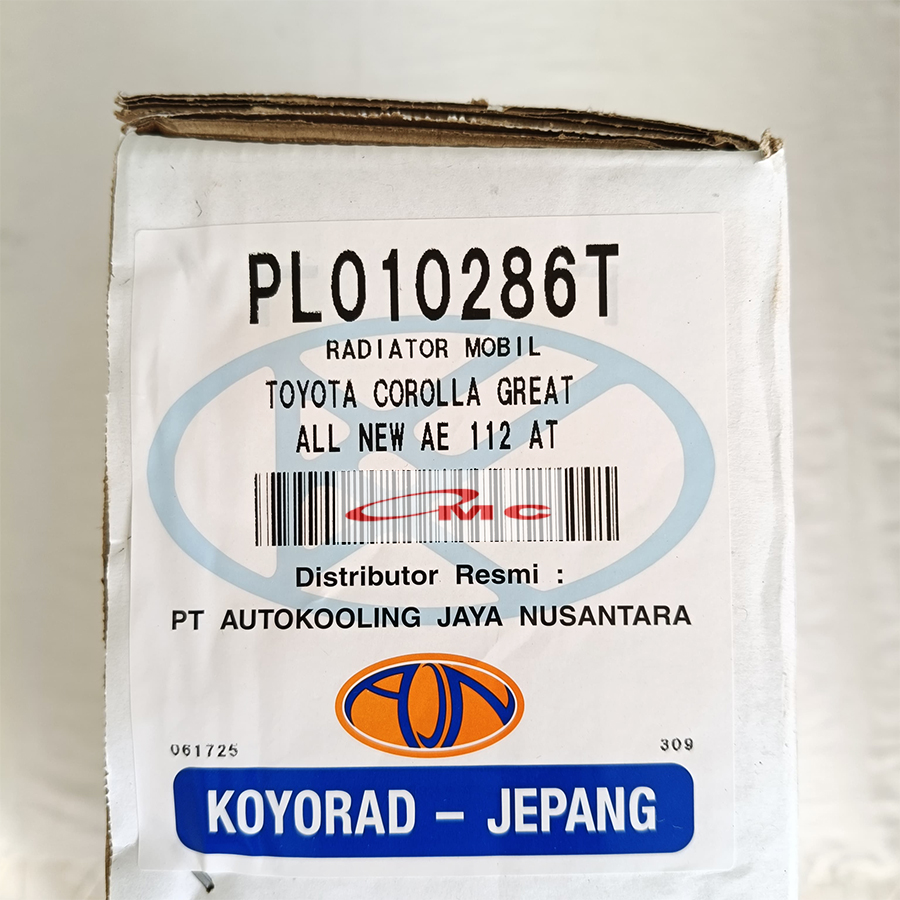 PL010286T
RADIATOR MOBIL
TOYOTA COROLLA GREAT
ALL NEW AE 112 AT
CMC
Distributor Resmi :
PT AUTOKOOLING JAYA NUSANTARA
AJN
061725
309
KOYORAD – JEPANG